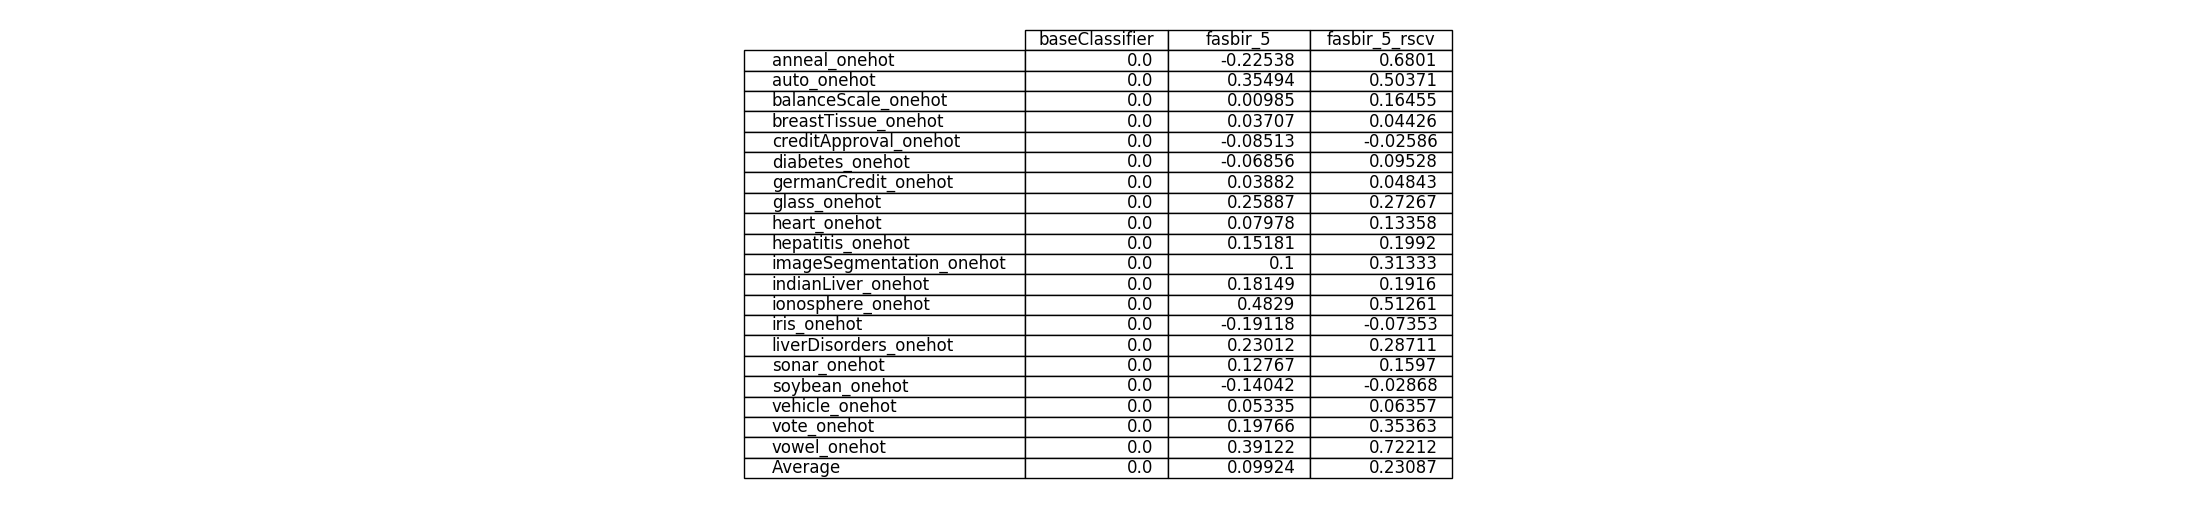 baseClassifier fasbir_5 fasbir_5_rscv
anneal_onehot 0.0 -0.22538 0.6801
auto_onehot 0.0 0.35494 0.50371
balanceScale_onehot 0.0 0.00985 0.16455
breastTissue_onehot 0.0 0.03707 0.04426
creditApproval_onehot 0.0 -0.08513 -0.02586
diabetes_onehot 0.0 -0.06856 0.09528
germanCredit_onehot 0.0 0.03882 0.04843
glass_onehot 0.0 0.25887 0.27267
heart_onehot 0.0 0.07978 0.13358
hepatitis_onehot 0.0 0.15181 0.1992
imageSegmentation_onehot 0.0 0.1 0.31333
indianLiver_onehot 0.0 0.18149 0.1916
ionosphere_onehot 0.0 0.4829 0.51261
iris_onehot 0.0 -0.19118 -0.07353
liverDisorders_onehot 0.0 0.23012 0.28711
sonar_onehot 0.0 0.12767 0.1597
soybean_onehot 0.0 -0.14042 -0.02868
vehicle_onehot 0.0 0.05335 0.06357
vote_onehot 0.0 0.19766 0.35363
vowel_onehot 0.0 0.39122 0.72212
Average 0.0 0.09924 0.23087